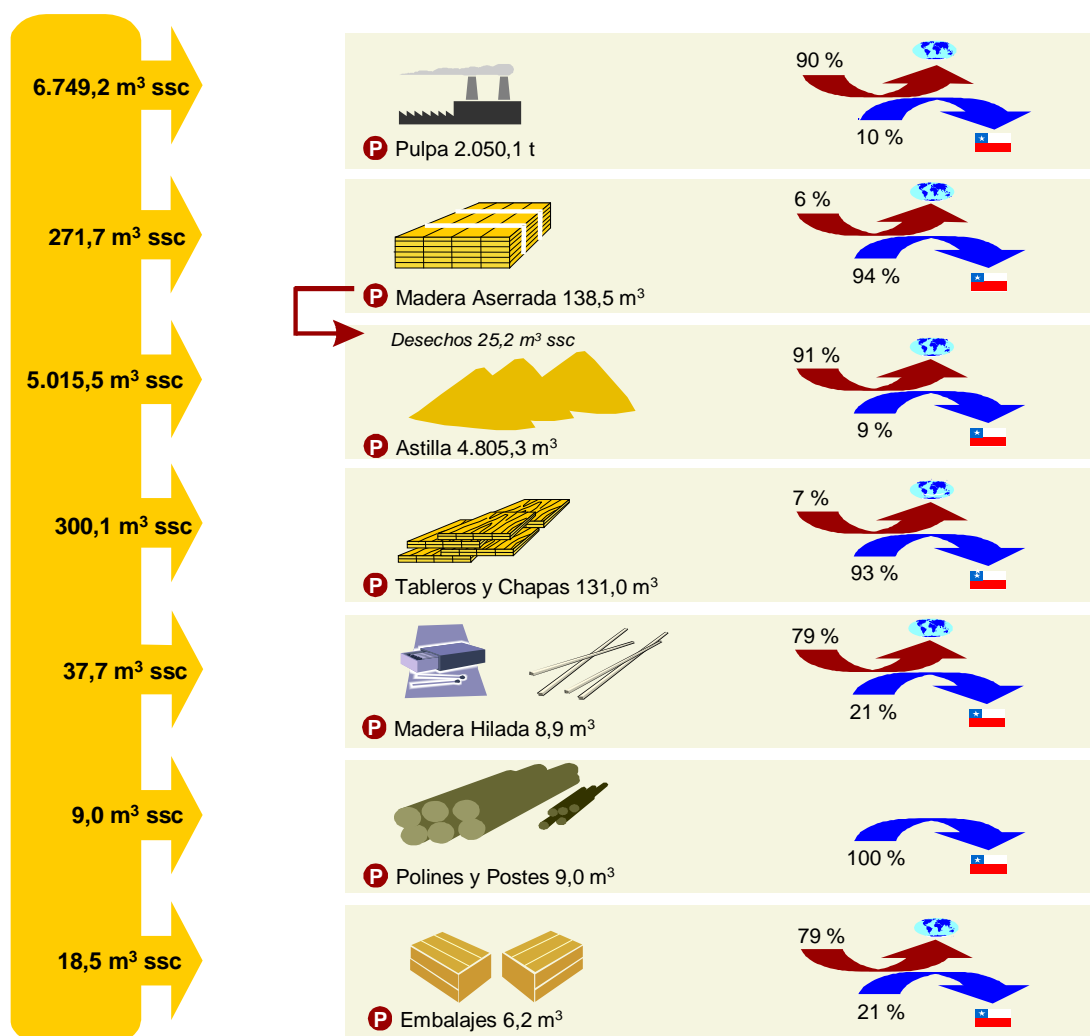 6.749,2 m³ ssc
90 %
10 %
P Pulpa 2.050,1 t
271,7 m³ ssc
6 %
94 %
P Madera Aserrada 138,5 m³
Desechos 25,2 m³ ssc
5.015,5 m³ ssc
91 %
9 %
P Astilla 4.805,3 m³
300,1 m³ ssc
7 %
93 %
P Tableros y Chapas 131,0 m³
37,7 m³ ssc
79 %
21 %
P Madera Hilada 8,9 m³
9,0 m³ ssc
100 %
P Polines y Postes 9,0 m³
18,5 m³ ssc
79 %
21 %
P Embalajes 6,2 m³